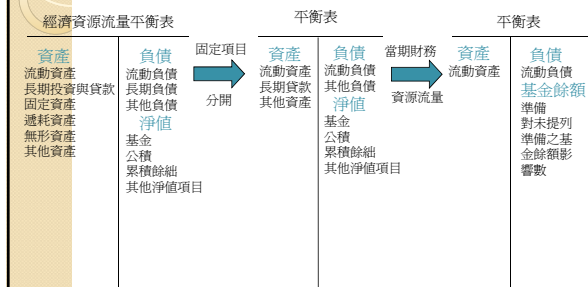 經濟資源流量平衡表
資產
流動資產
長期投資與貸款
固定資產
遞耗資產
無形資產
其他資產
負債
流動負債
長期負債
其他負債
淨值
基金
公積
累積餘絀
其他淨值項目
固定項目
分開
平衡表
資產
流動資產
長期貸款
其他資產
負債
流動負債
其他負債
淨值
基金
公積
累積餘絀
其他淨值項目
當期財務
資源流量
平衡表
資產
流動資產
負債
流動負債
基金餘額
準備
對未提列
準備之基
金餘額影
響數